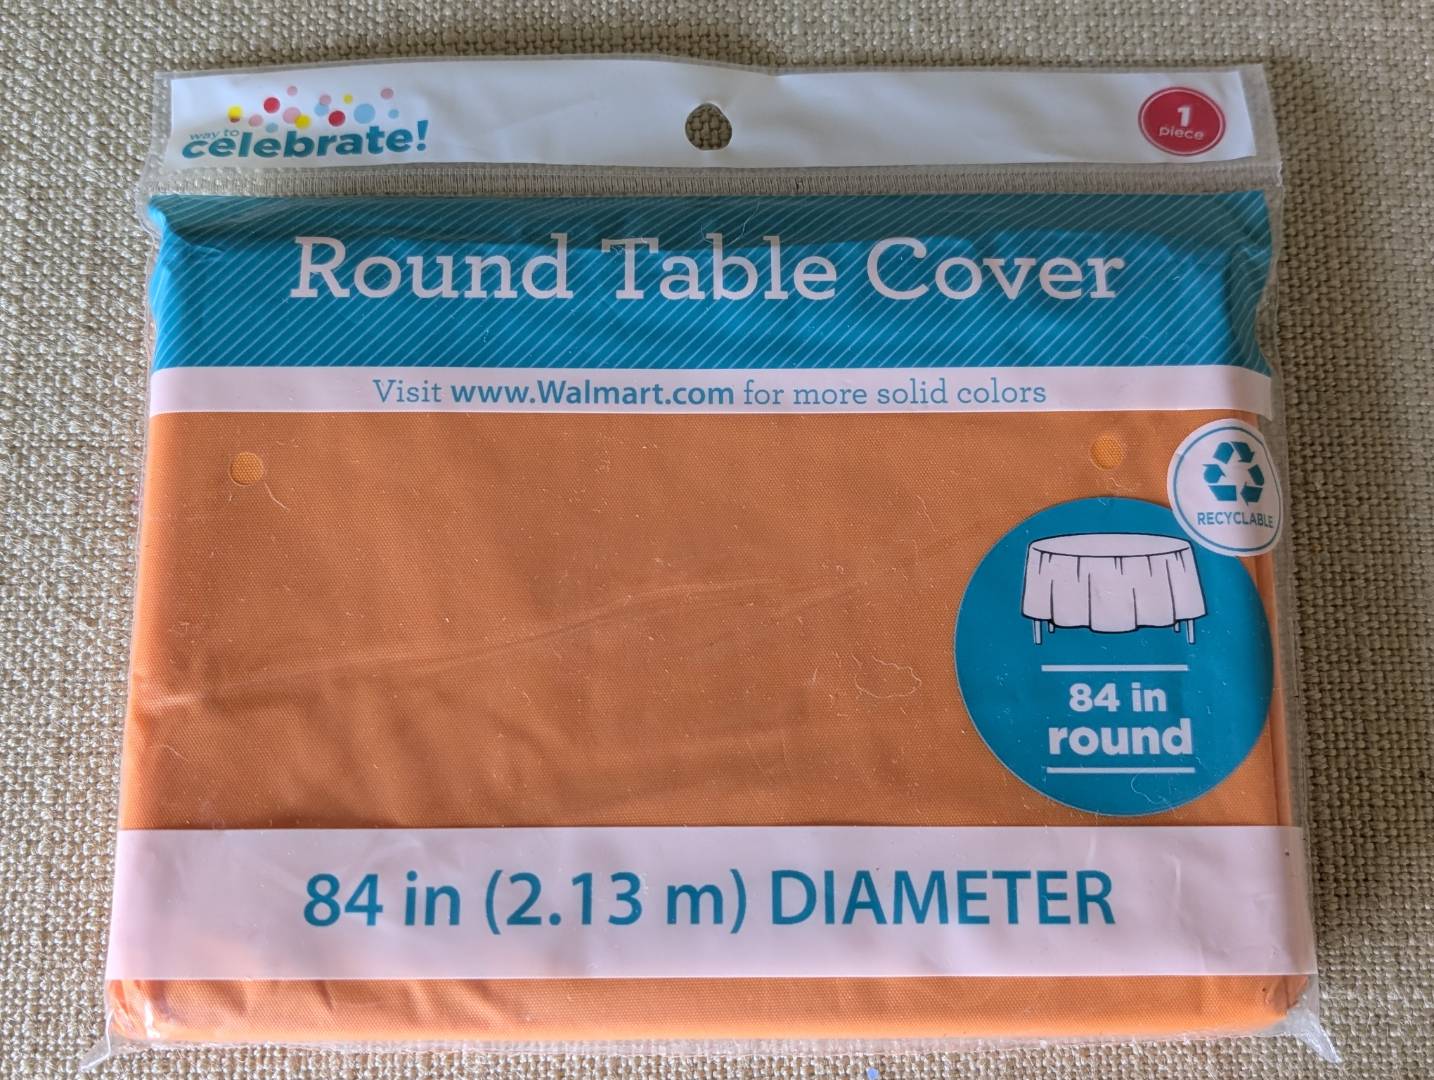 way to
celebrate!
1
piece
Round Table Cover
Visit www.Walmart.com for more solid colors
RECYCLABLE
84 in
round
84 in (2.13 m) DIAMETER